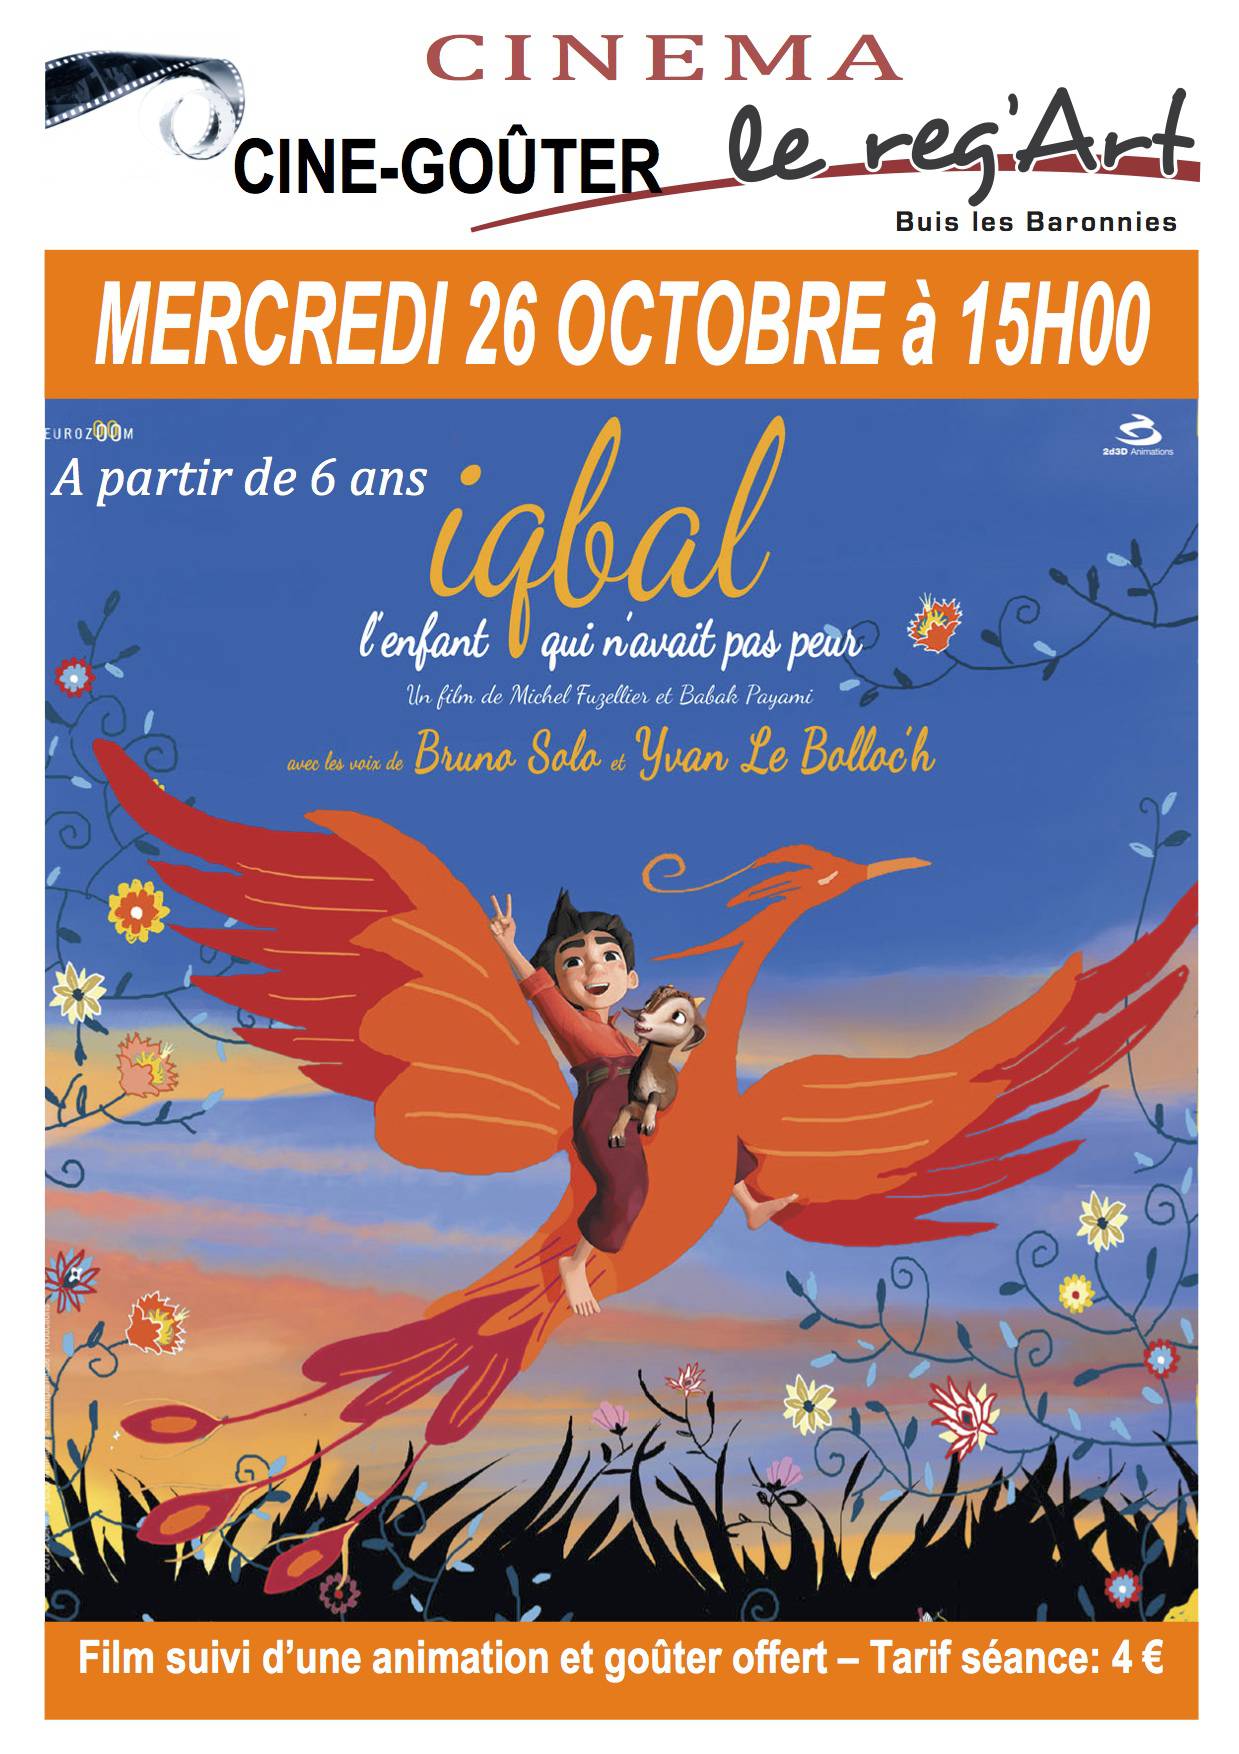 CINEMA
CINE-GOÛTER
le reg'Art
Buis les Baronnies
MERCREDI 26 OCTOBRE à 15H00
EUROZOOM
2d3D Animations
A partir de 6 ans
iqbal
l'enfant qui n'avait pas peur
Un film de Michel Fuzellier et Babak Payami
avec les voix de Bruno Solo et Yvan Le Bolloc'h
Film suivi d'une animation et goûter offert – Tarif séance: 4 €